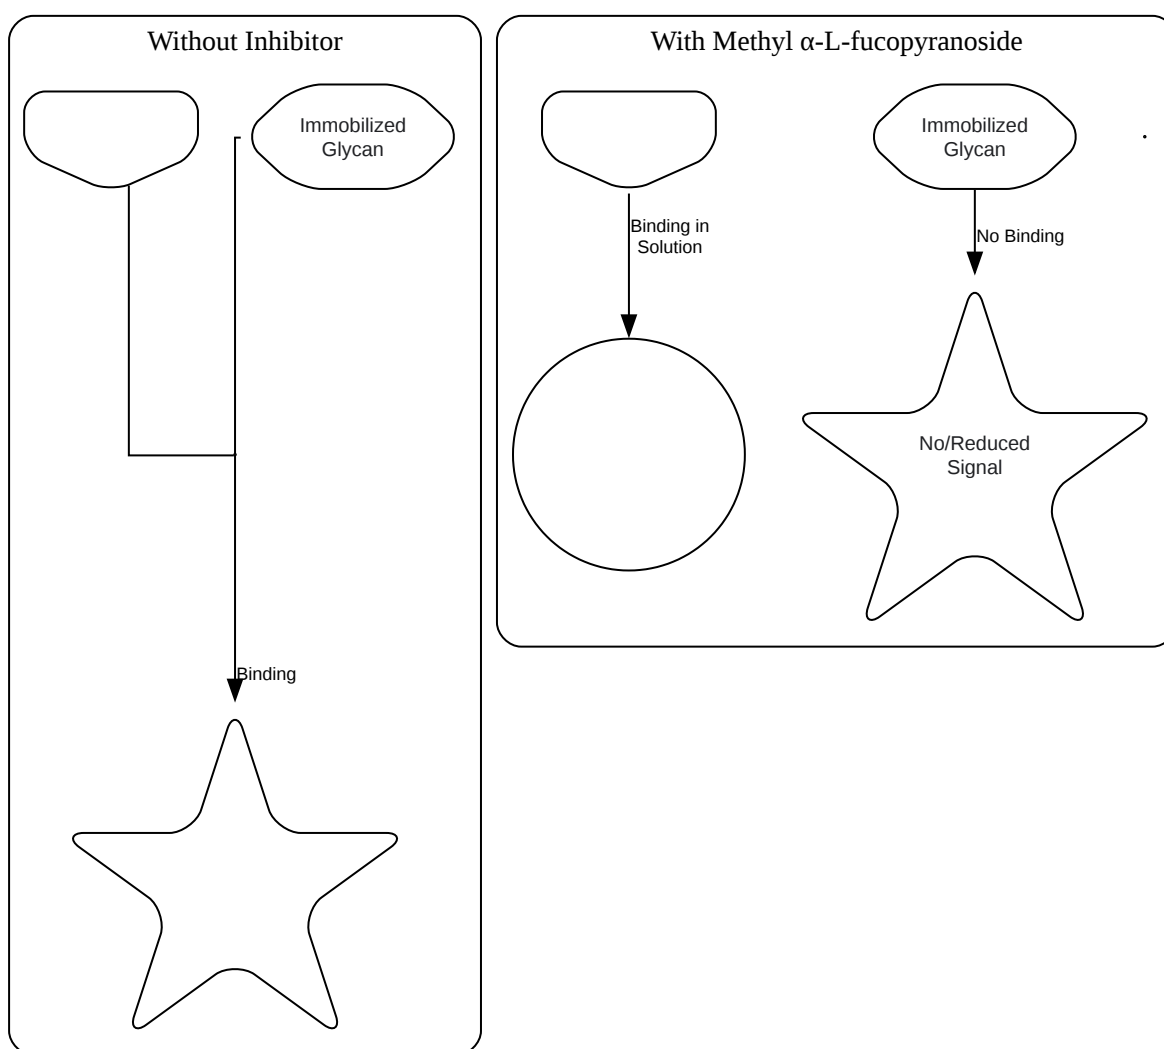 Without Inhibitor
Immobilized
Glycan
Binding
With Methyl α-L-fucopyranoside
Immobilized
Glycan
Binding in
Solution
No Binding
No/Reduced
Signal